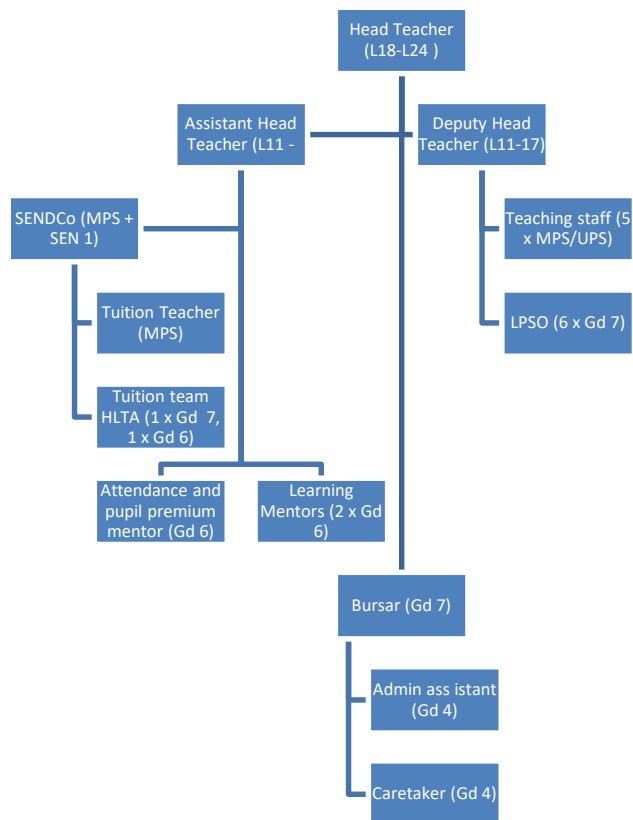 Head Teacher
(L18-L24 )
Assistant Head
Teacher (L11 -
Deputy Head
Teacher (L11-17)
SENDCo (MPS +
SEN 1)
Teaching staff (5
x MPS/UPS)
Tuition Teacher
(MPS)
LPSO (6 x Gd 7)
Tuition team
HLTA (1 x Gd  7,
1 x Gd 6)
Attendance and
pupil premium
mentor (Gd 6)
Learning
Mentors (2 x Gd
6)
Bursar (Gd 7)
Admin ass istant
(Gd 4)
Caretaker (Gd 4)